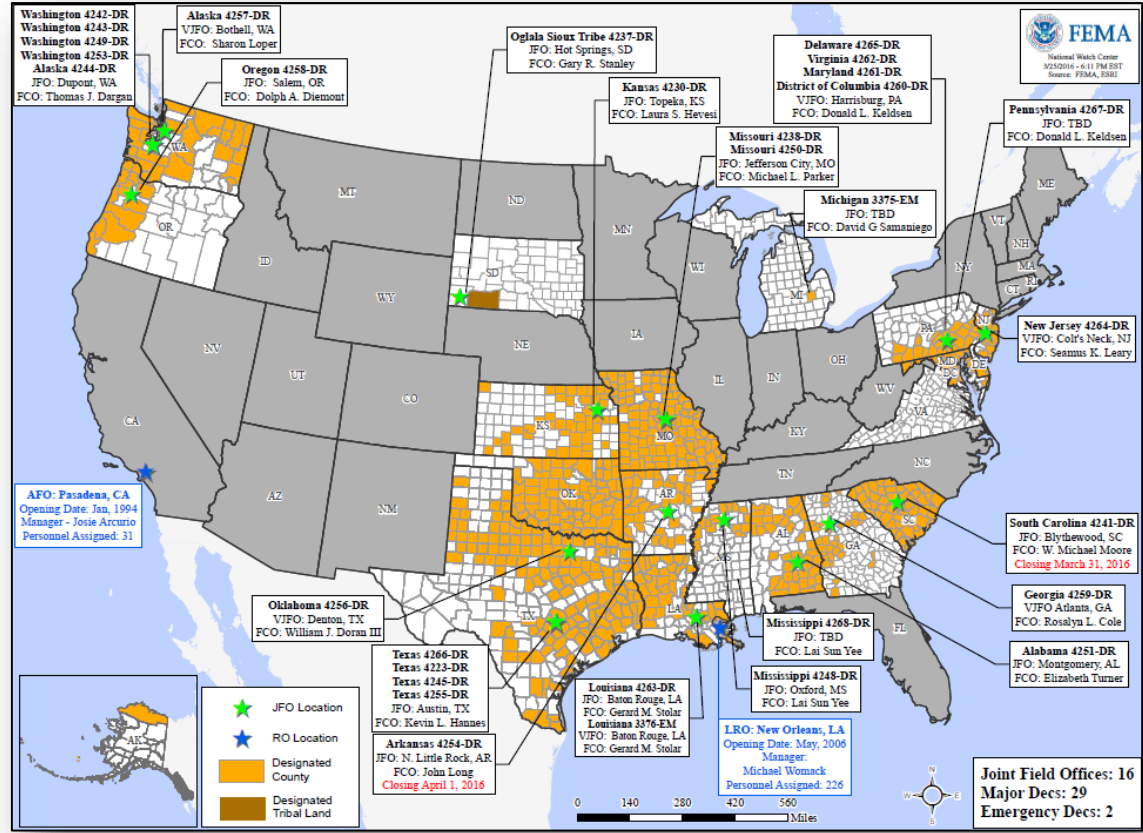 Washington 4242-DR
Washington 4243-DR
Washington 4249-DR
Washington 4253-DR
Alaska 4244-DR
JFO: Dupont, WA
FCO: Thomas J. Dargan
Alaska 4257-DR
VJFO: Bothell, WA
FCO: Sharon Loper
Oregon 4258-DR
JFO: Salem, OR
FCO: Dolph A. Diemont
Oglala Sioux Tribe 4237-DR
JFO: Hot Springs, SD
FCO: Gary R. Stanley
Kansas 4230-DR
JFO: Topeka, KS
FCO: Laura S. Hevesi
Missouri 4238-DR
Missouri 4250-DR
JFO: Jefferson City, MO
FCO: Michael L. Parker
Delaware 4265-DR
Virginia 4262-DR
Maryland 4261-DR
District of Columbia 4260-DR
VJFO: Harrisburg, PA
FCO: Donald L. Keldsen
FEMA
National Watch Center
3/25/2016 - 6:11 PM EST
Source: FEMA, ESRI
Pennsylvania 4267-DR
JFO: TBD
FCO: Donald L. Keldsen
Michigan 3375-EM
JFO: TBD
FCO: David G Samaniego
New Jersey 4264-DR
VJFO: Colt's Neck, NJ
FCO: Seamus K. Leary
WA
OR
MT
ID
WY
NV
UT
CA
AZ
CO
NM
ND
SD
NE
KS
OK
TX
MN
IA
MO
AR
LA
WI
IL
MI
IN
OH
KY
TN
MS
AL
GA
FL
SC
NC
VA
WV
PA
NY
NJ
MD
DC
DE
CT
RI
MA
VT
NH
ME
AK
AFO: Pasadena, CA
Opening Date: Jan, 1994
Manager - Josie Arcurio
Personnel Assigned: 31
South Carolina 4241-DR
JFO: Blythewood, SC
FCO: W. Michael Moore
Closing March 31, 2016
Georgia 4259-DR
VJFO Atlanta, GA
FCO: Rosalyn L. Cole
Alabama 4251-DR
JFO: Montgomery, AL
FCO: Elizabeth Turner
Oklahoma 4256-DR
VJFO: Denton, TX
FCO: William J. Doran III
Texas 4266-DR
Texas 4223-DR
Texas 4245-DR
Texas 4255-DR
JFO: Austin, TX
FCO: Kevin L. Hannes
Arkansas 4254-DR
JFO: N. Little Rock, AR
FCO: John Long
Closing April 1, 2016
Louisiana 4263-DR
JFO: Baton Rouge, LA
FCO: Gerard M. Stolar
Louisiana 3376-EM
VJFO: Baton Rouge, LA
FCO: Gerard M. Stolar
Mississippi 4268-DR
JFO: TBD
FCO: Lai Sun Yee
Mississippi 4248-DR
JFO: Oxford, MS
FCO: Lai Sun Yee
LRO: New Orleans, LA
Opening Date: May, 2006
Manager:
Michael Womack
Personnel Assigned: 226
JFO Location
RO Location
Designated
County
Designated
Tribal Land
0 140 280 420 560
Miles
N
W E
S
Joint Field Offices: 16
Major Decs: 29
Emergency Decs: 2